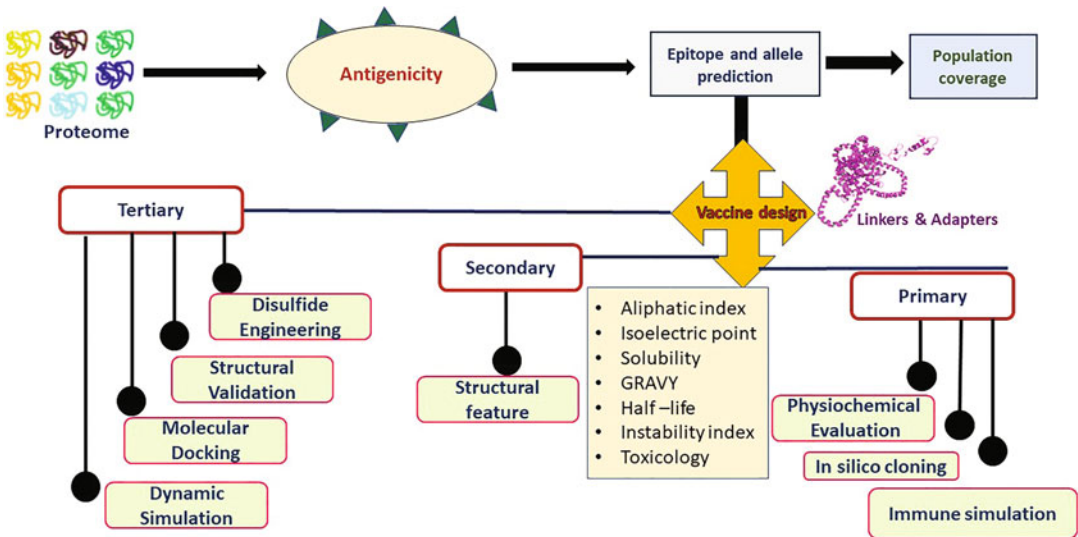 Proteome
Antigenicity
Epitope and allele
prediction
Population
coverage
Vaccine design
Linkers & Adapters
Tertiary
Disulfide
Engineering
Structural
Validation
Molecular
Docking
Dynamic
Simulation
Secondary
Structural
feature
• Aliphatic index
• Isoelectric point
• Solubility
• GRAVY
• Half –life
• Instability index
• Toxicology
Primary
Physiochemical
Evaluation
In silico cloning
Immune simulation